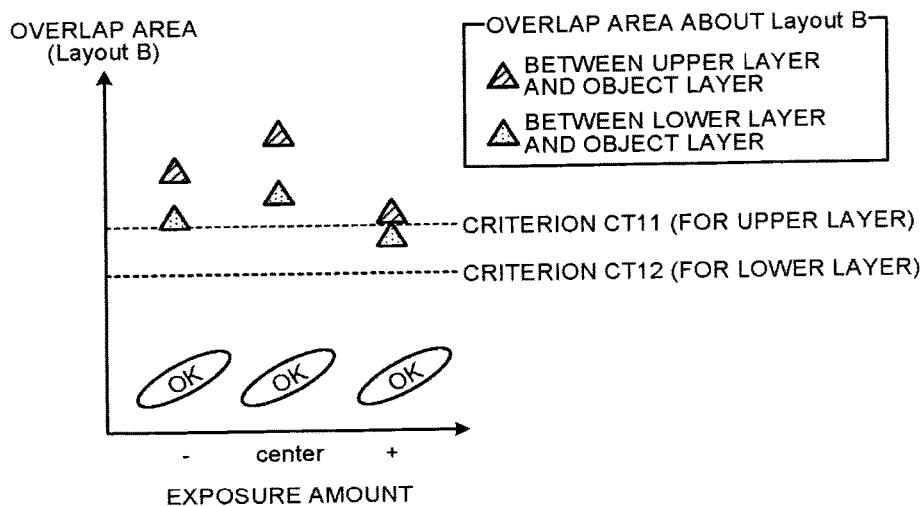 OVERLAP AREA
(Layout B)
OVERLAP AREA ABOUT Layout B
BETWEEN UPPER LAYER
AND OBJECT LAYER
BETWEEN LOWER LAYER
AND OBJECT LAYER
CRITERION CT11 (FOR UPPER LAYER)
CRITERION CT12 (FOR LOWER LAYER)
OK OK OK
- center +
EXPOSURE AMOUNT